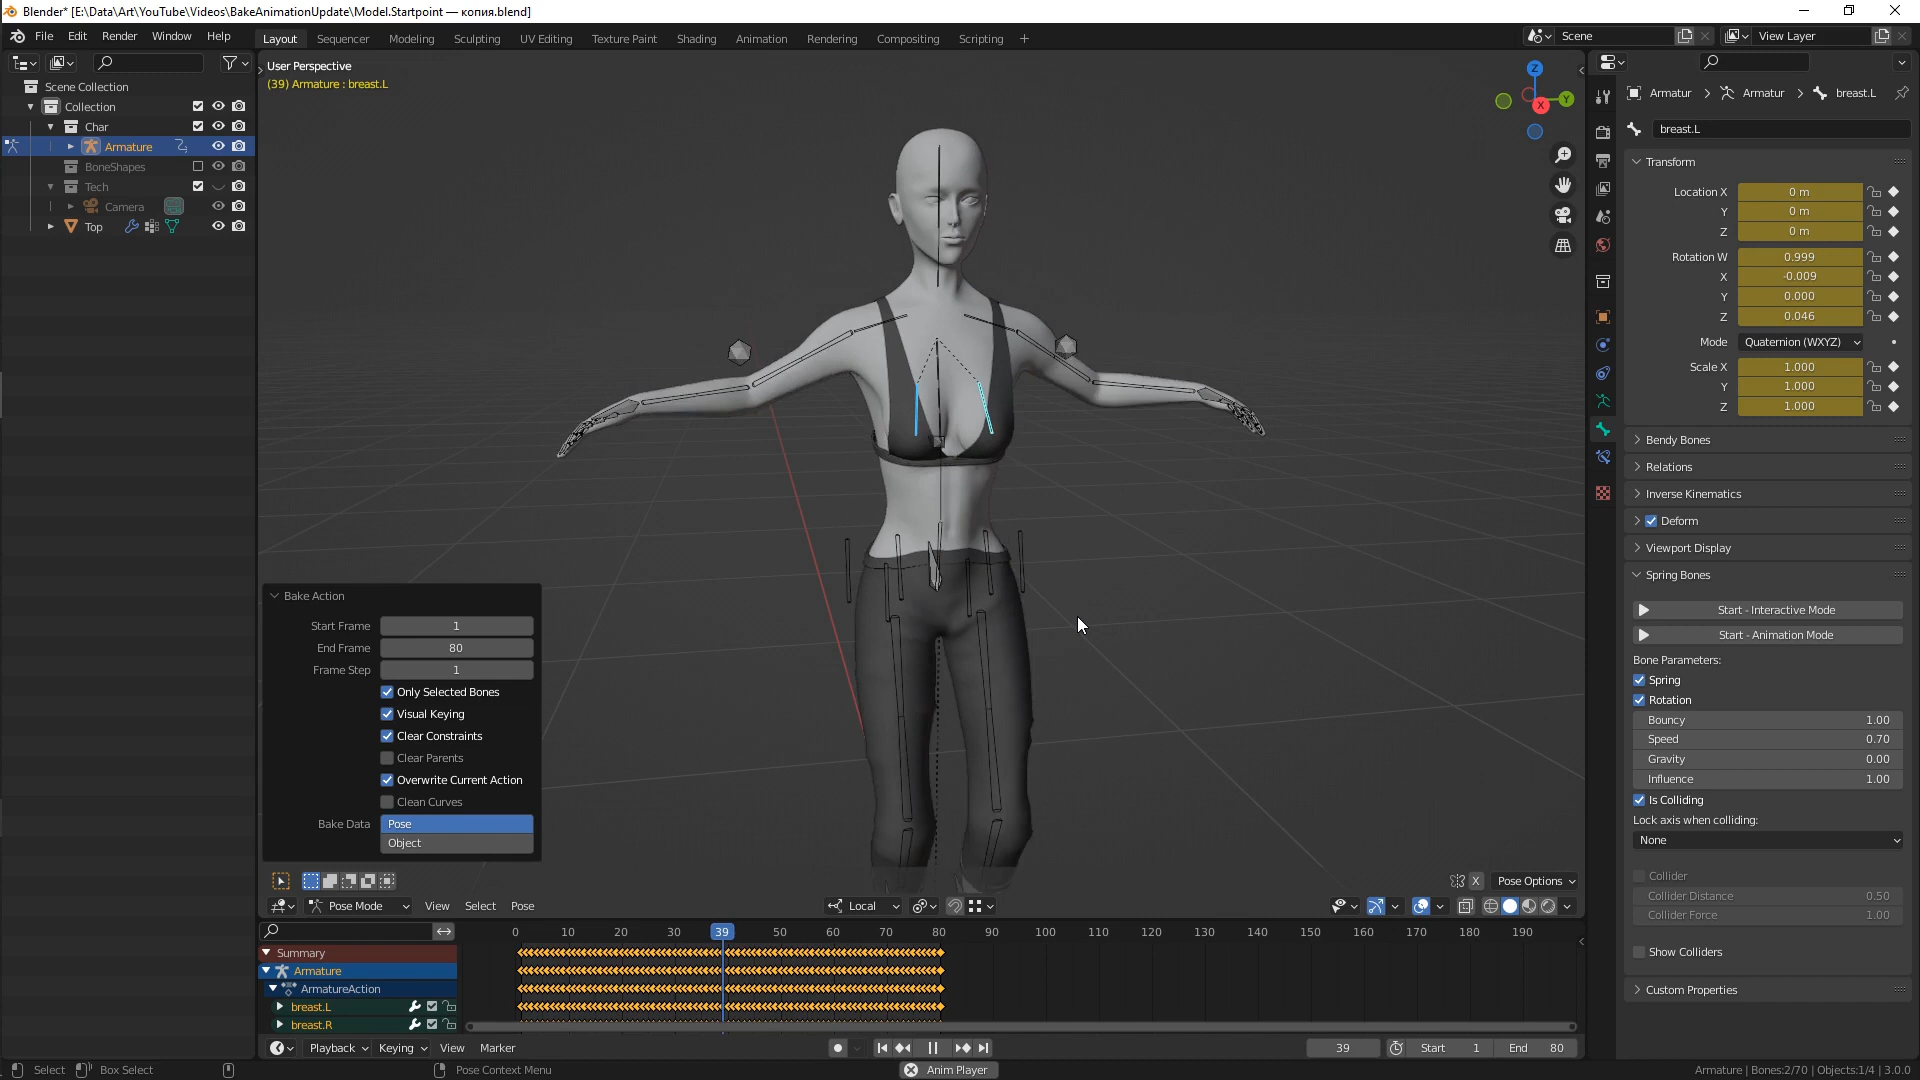 Blender* [E:\Data\Art\YouTube\Videos\BakeAnimationUpdate\Model.Startpoint — копия.blend]
File Edit Render Window Help
Layout Sequencer Modeling Sculpting UV Editing Texture Paint Shading Animation Rendering Compositing Scripting +
Scene
View Layer
Scene Collection
Collection
Char
Armature
BoneShapes
Tech
Camera
Top
User Perspective
(39) Armature : breast.L
Z
Y
X
Bake Action
Start Frame 1
End Frame 80
Frame Step 1
Only Selected Bones
Visual Keying
Clear Constraints
Clear Parents
Overwrite Current Action
Clean Curves
Bake Data Pose
Object
X Pose Options
Pose Mode View Select Pose Local
Armatur Armatur breast.L
breast.L
Transform
Location X 0 m
Y 0 m
Z 0 m
Rotation W 0.999
X -0.009
Y 0.000
Z 0.046
Mode Quaternion (WXYZ)
Scale X 1.000
Y 1.000
Z 1.000
Bendy Bones
Relations
Inverse Kinematics
Deform
Viewport Display
Spring Bones
Start - Interactive Mode
Start - Animation Mode
Bone Parameters:
Spring
Rotation
Bouncy 1.00
Speed 0.70
Gravity 0.00
Influence 1.00
Is Colliding
Lock axis when colliding:
None
Collider
Collider Distance 0.50
Collider Force 1.00
Show Colliders
Custom Properties
0 10 20 30 39 50 60 70 80 90 100 110 120 130 140 150 160 170 180 190
Summary
Armature
ArmatureAction
breast.L
breast.R
Playback Keying View Marker
39 Start 1 End 80
Select Box Select Pose Context Menu Anim Player Armature | Bones:2/70 | Objects:1/4 | 3.0.0